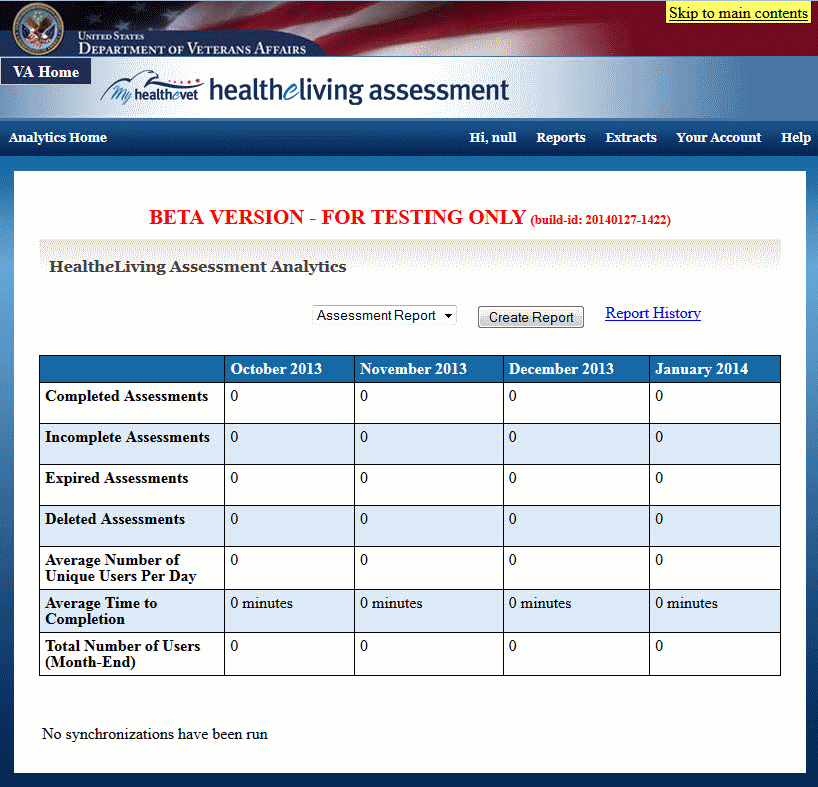 Skip to main contents
UNITED STATES
DEPARTMENT OF VETERANS AFFAIRS
VA Home
My healthevet healtheliving assessment
Analytics Home Hi, null Reports Extracts Your Account Help
BETA VERSION - FOR TESTING ONLY (build-id: 20140127-1422)
HealtheLiving Assessment Analytics
Assessment Report Create Report Report History
October 2013 November 2013 December 2013 January 2014
Completed Assessments 0 0 0 0
Incomplete Assessments 0 0 0 0
Expired Assessments 0 0 0 0
Deleted Assessments 0 0 0 0
Average Number of 0 0 0 0
Unique Users Per Day
Average Time to 0 minutes 0 minutes 0 minutes 0 minutes
Completion
Total Number of Users 0 0 0 0
(Month-End)
No synchronizations have been run